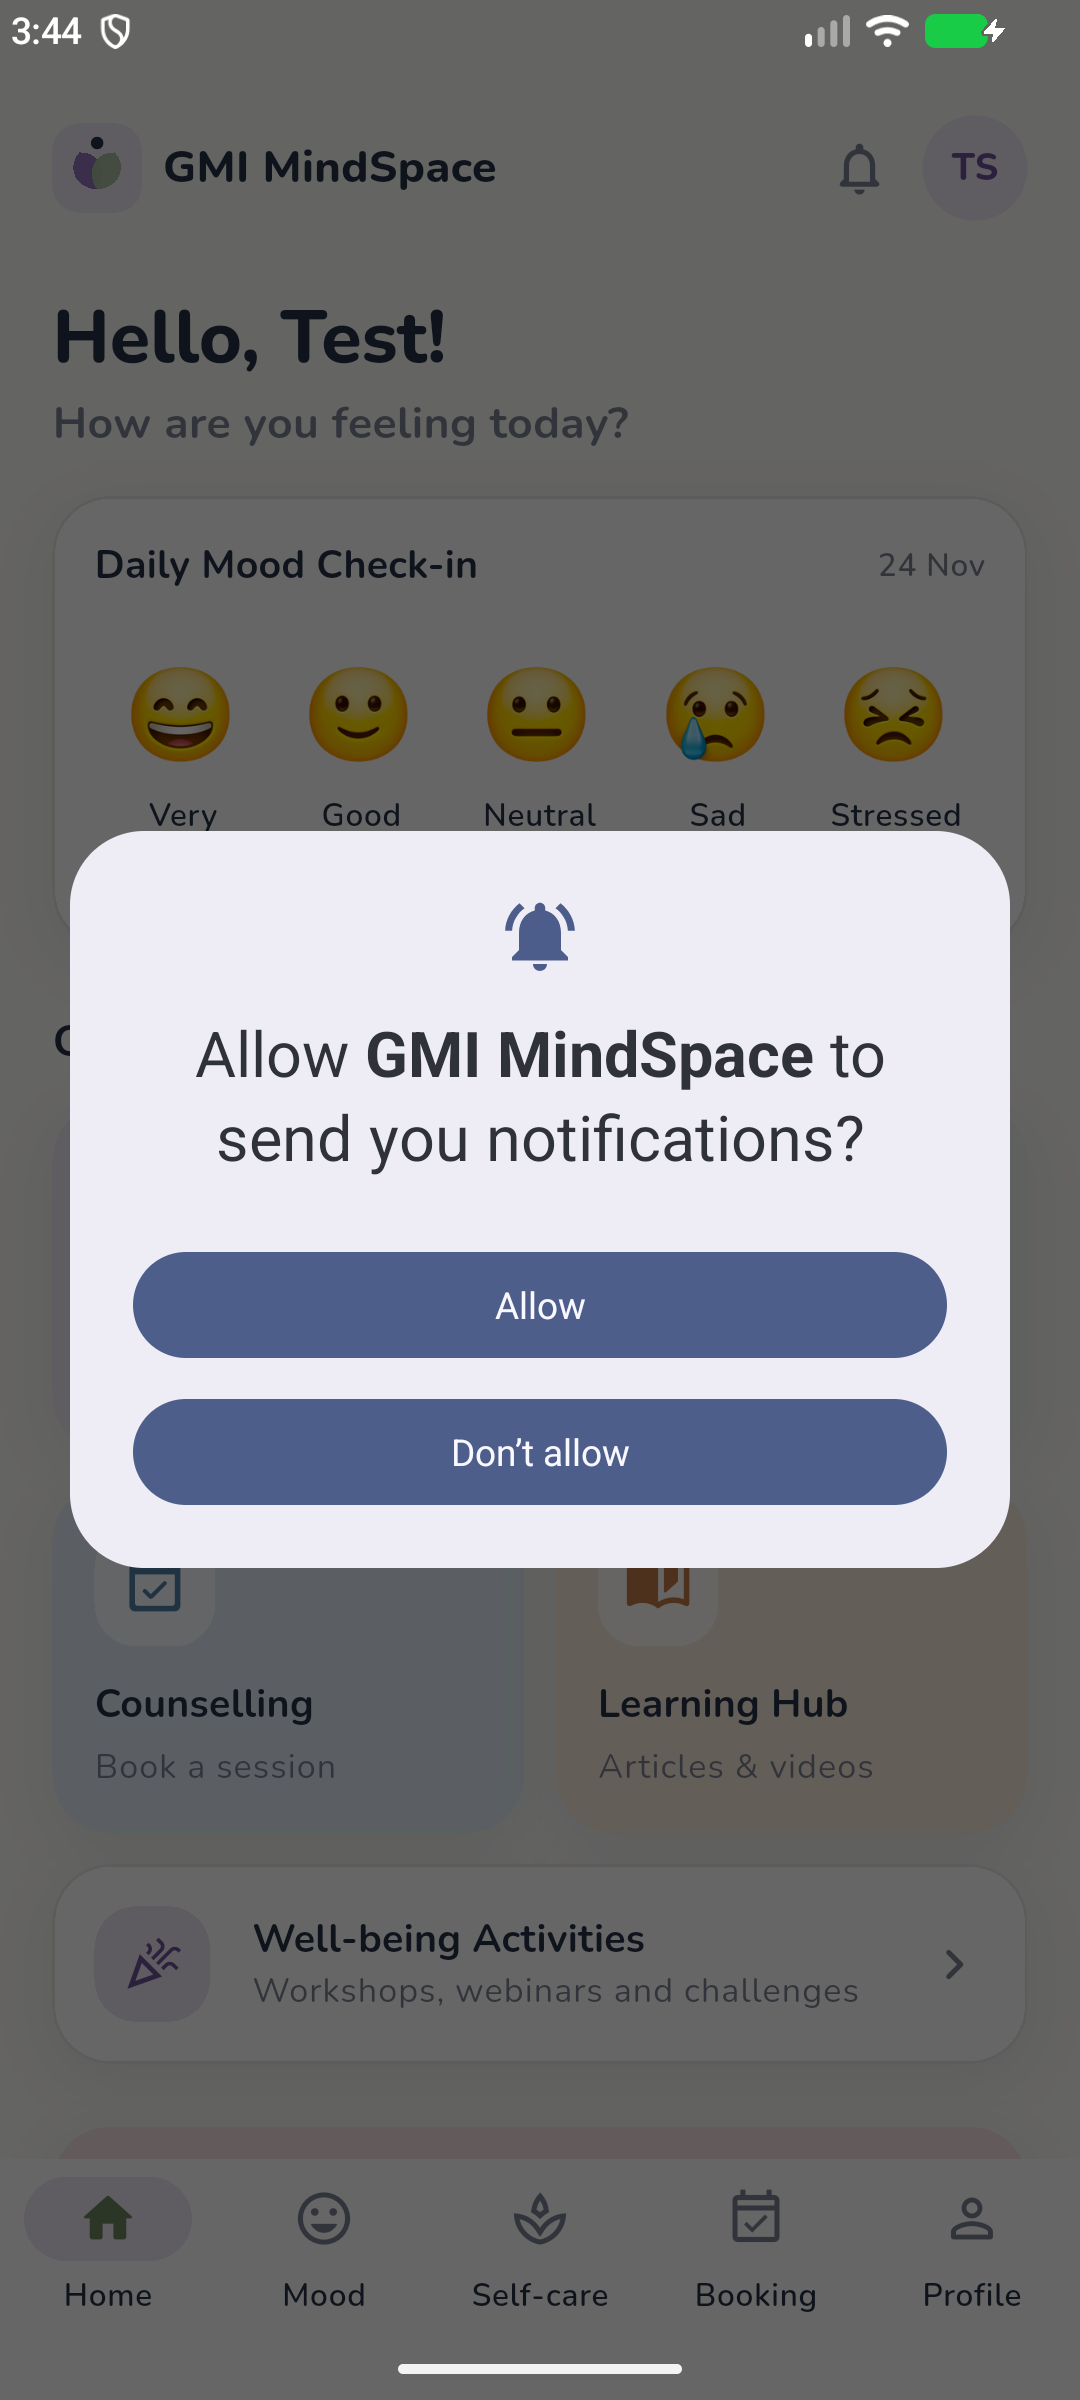 3:44
GMI MindSpace
TS
Hello, Test!
How are you feeling today?
Daily Mood Check-in
24 Nov
Very
Good
Neutral
Sad
Stressed
Allow GMI MindSpace to
send you notifications?
Allow
Don’t allow
Counselling
Book a session
Learning Hub
Articles & videos
Well-being Activities
Workshops, webinars and challenges
Home
Mood
Self-care
Booking
Profile